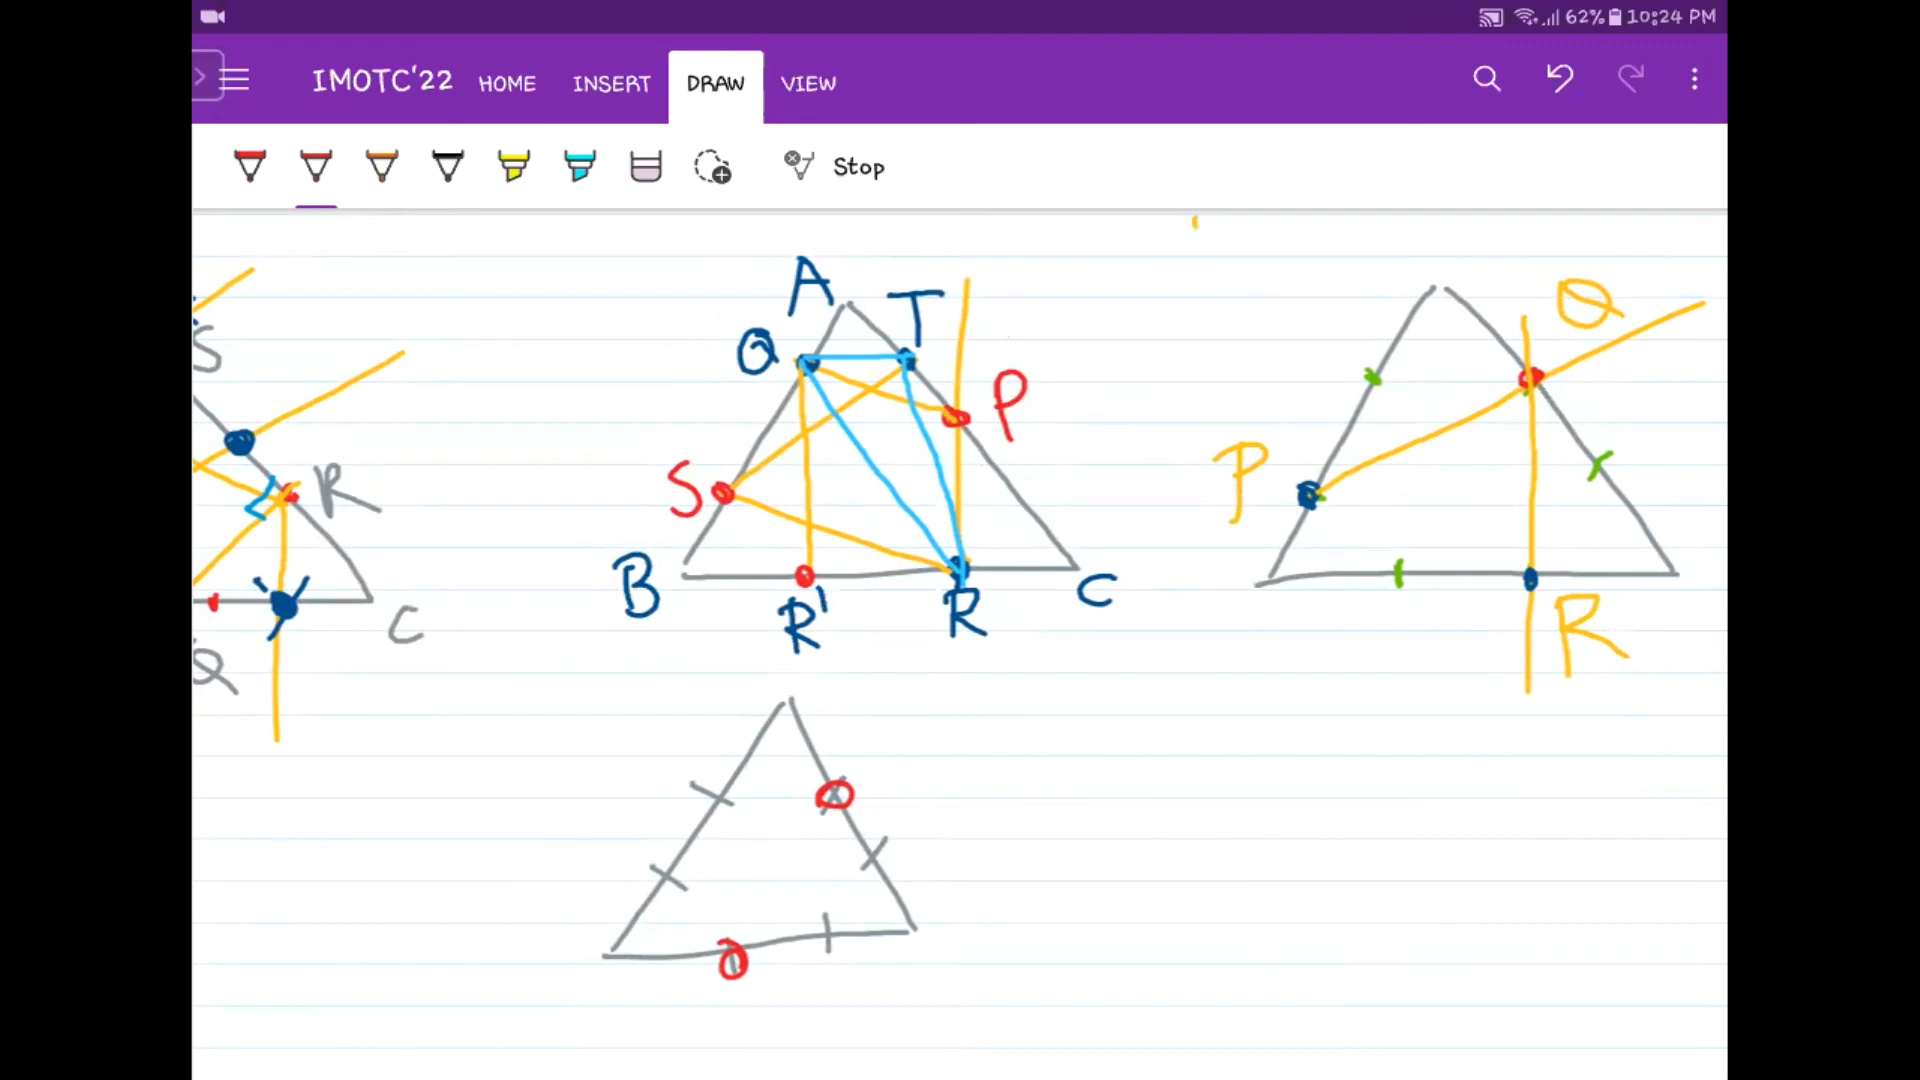 62% 10:24 PM
IMOTC'22 HOME INSERT DRAW VIEW
Stop
A T Q
Q
S P
P
R S
B R' R C R
C
Q